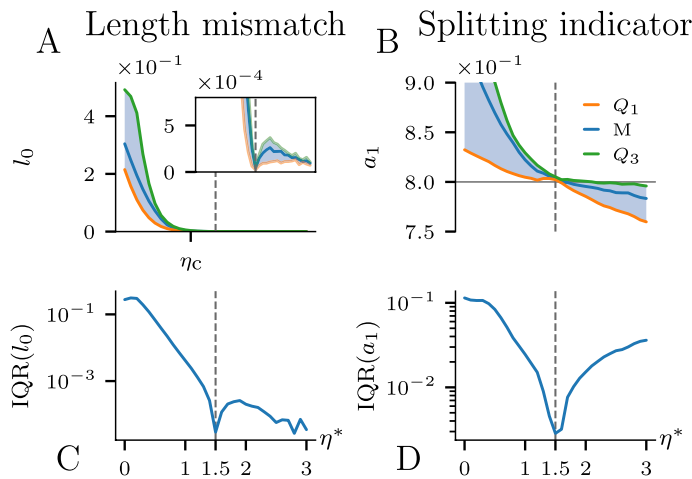 A Length mismatch
B Splitting indicator
×10⁻¹
4
2
0
l₀
η_c
×10⁻⁴
5
0
×10⁻¹
9.0
8.5
8.0
7.5
a₁
Q₁
M
Q₃
10⁻¹
10⁻³
IQR(l₀)
C
0 1 1.5 2 3
η*
10⁻¹
10⁻²
IQR(a₁)
D
0 1 1.5 2 3
η*